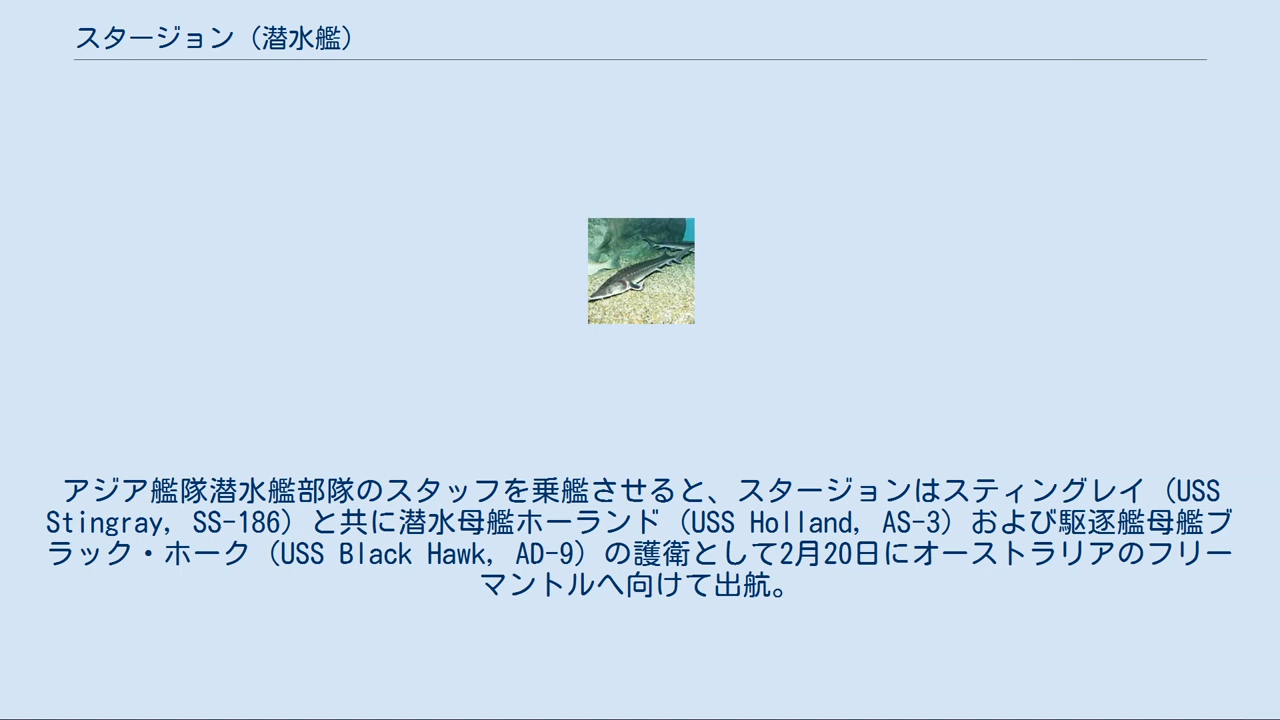 スタージョン（潜水艦）
アジア艦隊潜水艦部隊のスタッフを乗艦させると、スタージョンはスティングレイ（USS
Stingray, SS-186）と共に潜水母艦ホーランド（USS Holland, AS-3）および駆逐艦母艦ブ
ラック・ホーク（USS Black Hawk, AD-9）の護衛として2月20日にオーストラリアのフリー
マントルへ向けて出航。